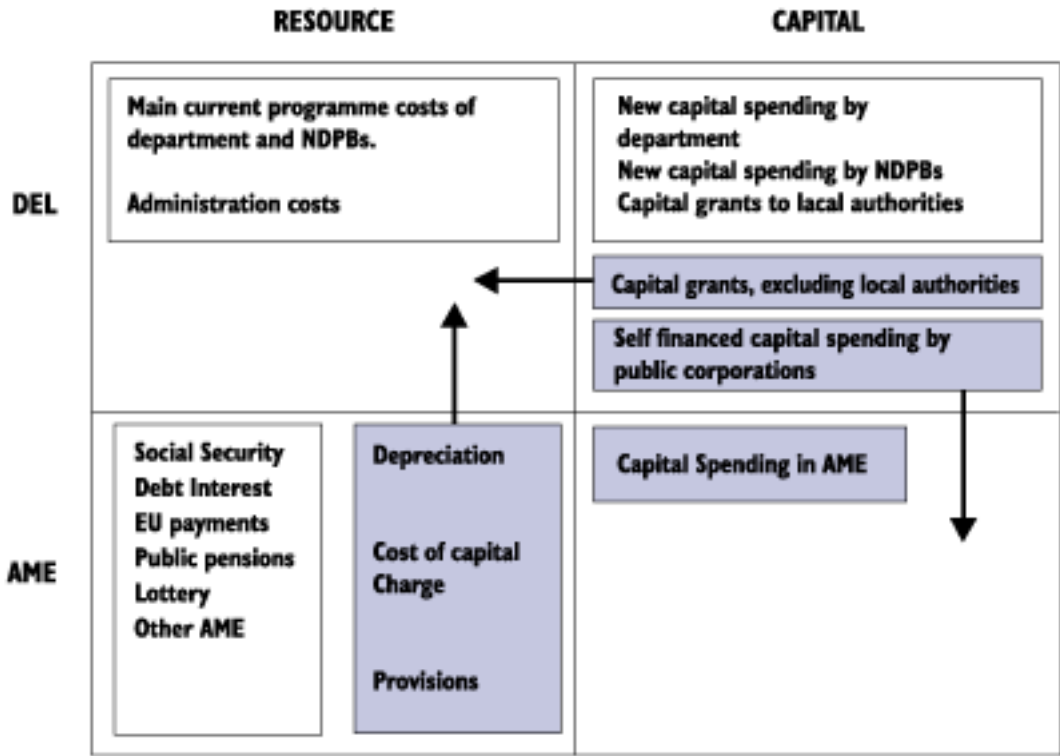 RESOURCE
CAPITAL
DEL
Main current programme costs of
department and NDPBs.
Administration costs
New capital spending by
department
New capital spending by NDPBs
Capital grants to lacal authorities
Capital grants, excluding local authorities
Self financed capital spending by
public corporations
AME
Social Security
Debt Interest
EU payments
Public pensions
Lottery
Other AME
Depreciation
Cost of capital
Charge
Provisions
Capital Spending in AME